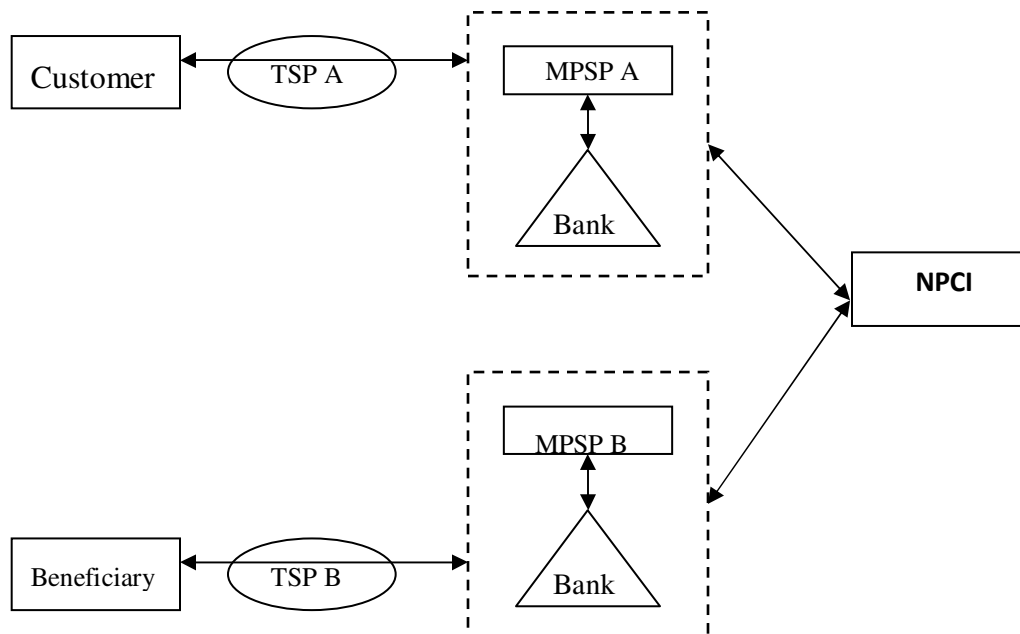 Customer
TSP A
MPSP A
Bank
NPCI
MPSP B
Bank
Beneficiary
TSP B